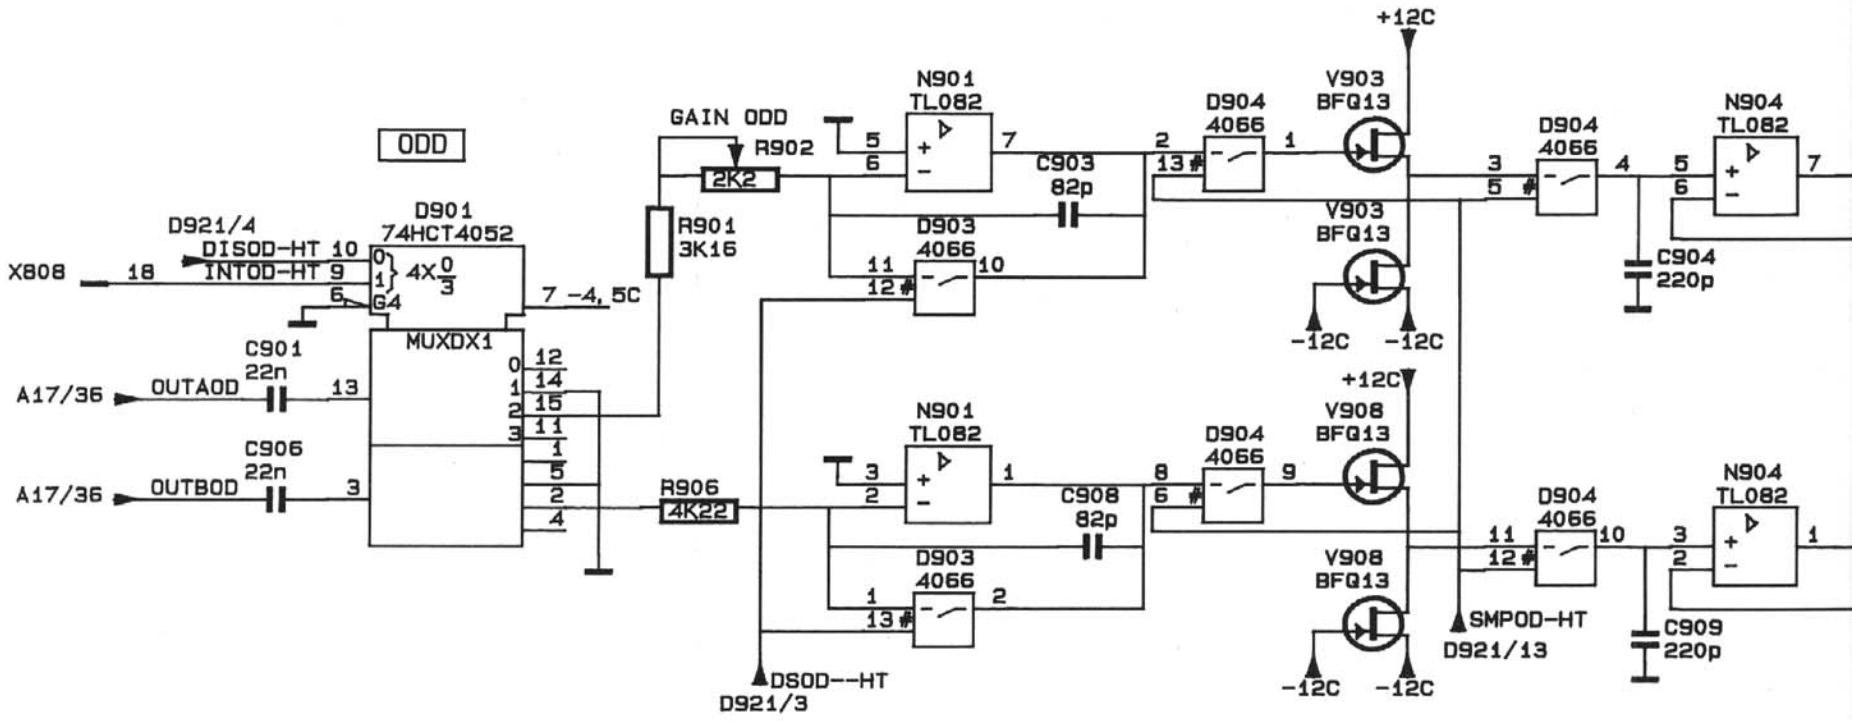 +12C
N901
TL082
V903
BFQ13
D904
4066
N904
TL082
GAIN ODD
R902
2K2
ODD
5
+
6
-
7
C903
82p
2
13 #
1
D904
4066
3
5 #
4
5
+
6
-
7
D901
74HCT4052
R901
3K16
D903
4066
V903
BFQ13
D921/4
DISOD-HT 10
INTOD-HT 9
X808
18
0
1
} 4X 0/3
6
G4
7 -4,5C
11
12 #
10
C904
220p
-12C
-12C
MUXDX1
C901
22n
A17/36
OUTAOD
13
0 12
1 14
2 15
3 11
+12C
N901
TL082
D904
4066
V908
BFQ13
C906
22n
A17/36
OUTBOD
3
1
5
2
4
R906
4K22
3
+
2
-
1
C908
82p
8
6 #
9
D904
4066
N904
TL082
11
12 #
10
3
+
2
-
1
D903
4066
1
13 #
2
V908
BFQ13
SMPOD-HT
D921/13
C909
220p
DSOD--HT
D921/3
-12C
-12C